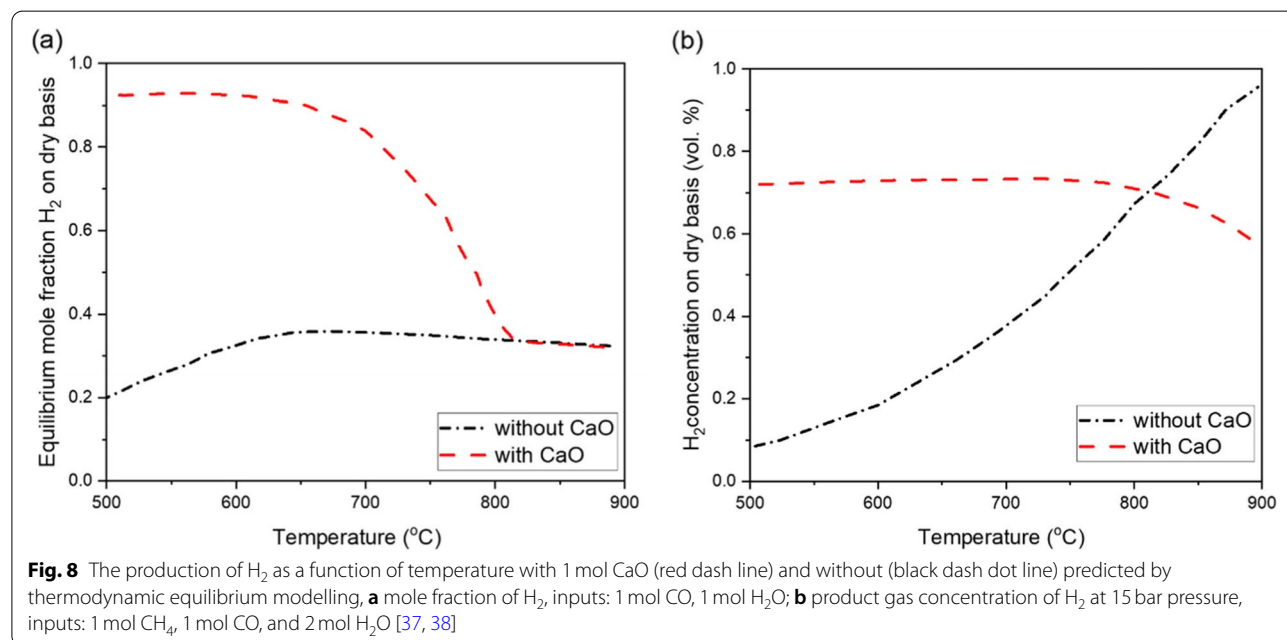 (a)
1.0
0.8
0.6
0.4
0.2
0.0
Equilibrium mole fraction H₂ on dry basis
without CaO
with CaO
500
600
700
800
900
Temperature (°C)
(b)
1.0
0.8
0.6
0.4
0.2
0.0
H₂concentration on dry basis (vol. %)
without CaO
with CaO
500
600
700
800
900
Temperature (°C)
Fig. 8 The production of H₂ as a function of temperature with 1 mol CaO (red dash line) and without (black dash dot line) predicted by
thermodynamic equilibrium modelling, a mole fraction of H₂, inputs: 1 mol CO, 1 mol H₂O; b product gas concentration of H₂ at 15 bar pressure,
inputs: 1 mol CH₄, 1 mol CO, and 2 mol H₂O [37, 38]